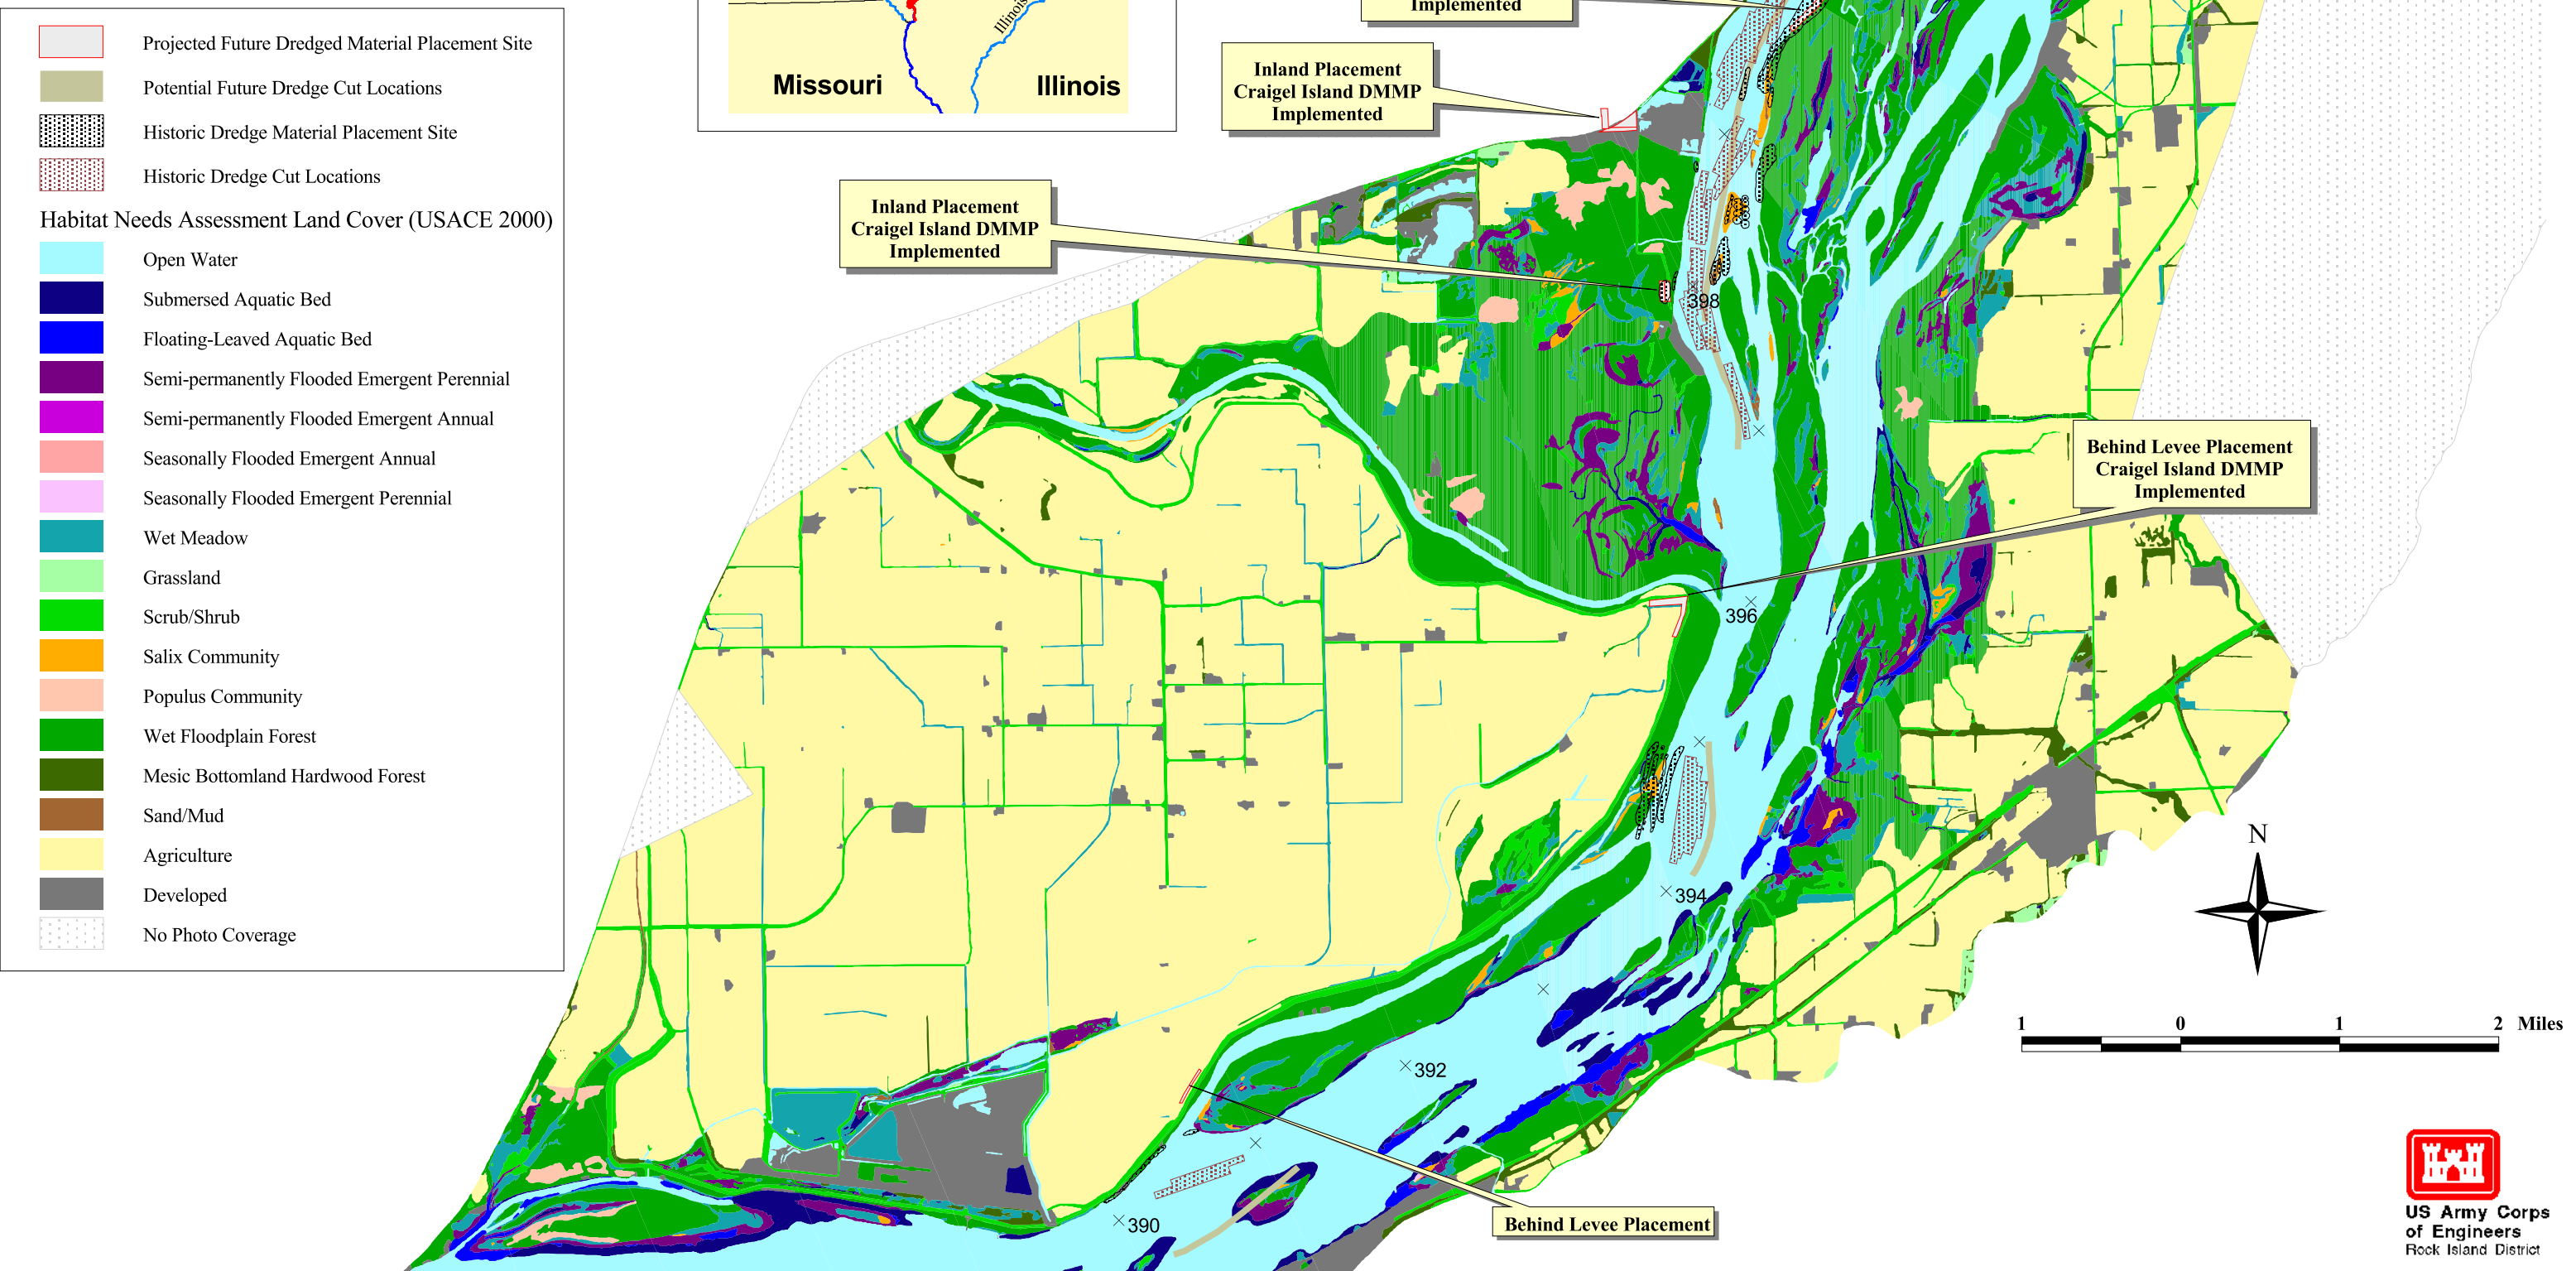 Projected Future Dredged Material Placement Site
Potential Future Dredge Cut Locations
Historic Dredge Material Placement Site
Historic Dredge Cut Locations
Habitat Needs Assessment Land Cover (USACE 2000)
Open Water
Submersed Aquatic Bed
Floating-Leaved Aquatic Bed
Semi-permanently Flooded Emergent Perennial
Semi-permanently Flooded Emergent Annual
Seasonally Flooded Emergent Annual
Seasonally Flooded Emergent Perennial
Wet Meadow
Grassland
Scrub/Shrub
Salix Community
Populus Community
Wet Floodplain Forest
Mesic Bottomland Hardwood Forest
Sand/Mud
Agriculture
Developed
No Photo Coverage
Illinois
Missouri
Illinois
Implemented
Inland Placement
Craigel Island DMMP
Implemented
Inland Placement
Craigel Island DMMP
Implemented
398
Behind Levee Placement
Craigel Island DMMP
Implemented
396
394
392
390
Behind Levee Placement
N
1 0 1 2 Miles
US Army Corps
of Engineers
Rock Island District